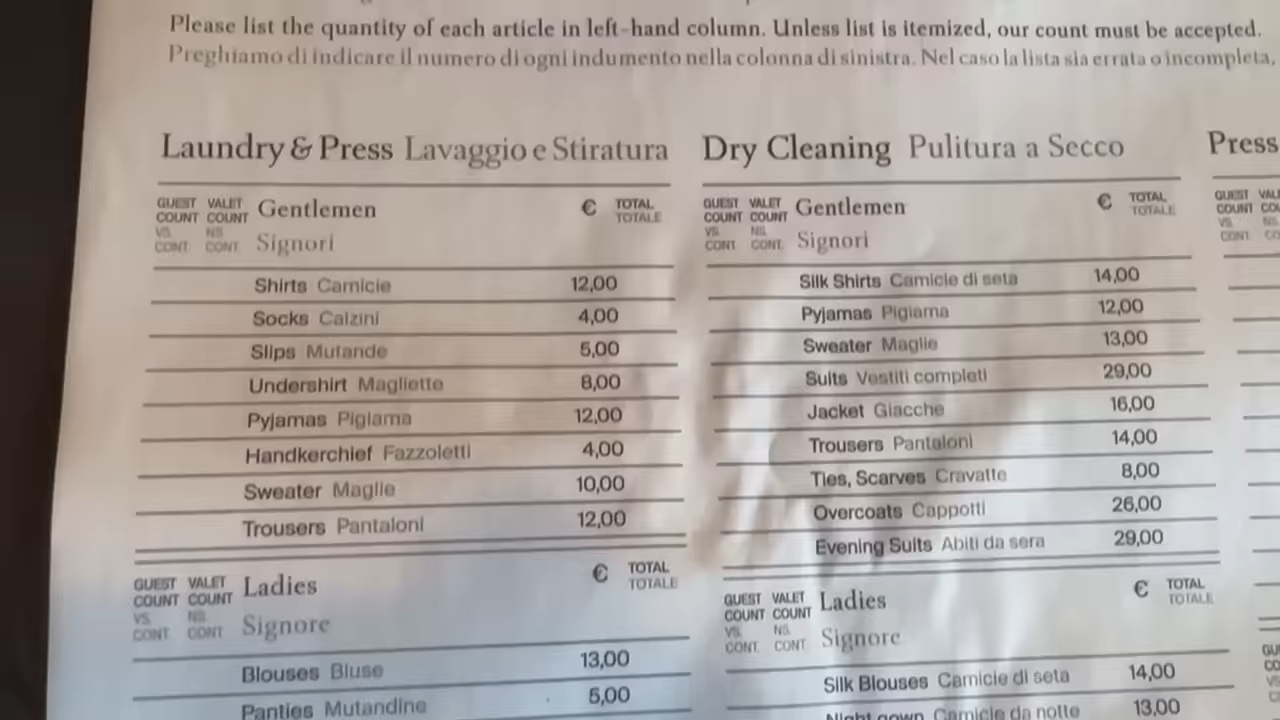 Please list the quantity of each article in left-hand column. Unless list is itemized, our count must be accepted.
Preghiamo di indicare il numero di ogni indumento nella colonna di sinistra. Nel caso la lista sia errata o incompleta,
Laundry & Press Lavaggio e Stiratura
GUEST COUNT VALET COUNT Gentlemen € TOTAL TOTALE
VS. CONT. NS. CONT. Signori
Shirts Camicie 12,00
Socks Calzini 4,00
Slips Mutande 5,00
Undershirt Magliette 8,00
Pyjamas Pigiama 12,00
Handkerchief Fazzoletti 4,00
Sweater Maglie 10,00
Trousers Pantaloni 12,00
GUEST COUNT VALET COUNT Ladies € TOTAL TOTALE
VS. CONT. NS. CONT. Signore
Blouses Bluse 13,00
Panties Mutandine 5,00
Dry Cleaning Pulitura a Secco
GUEST COUNT VALET COUNT Gentlemen € TOTAL TOTALE
VS. CONT. NS. CONT. Signori
Silk Shirts Camicie di seta 14,00
Pyjamas Pigiama 12,00
Sweater Maglie 13,00
Suits Vestiti completi 29,00
Jacket Giacche 16,00
Trousers Pantaloni 14,00
Ties, Scarves Cravatte 8,00
Overcoats Cappotti 26,00
Evening Suits Abiti da sera 29,00
GUEST COUNT VALET COUNT Ladies € TOTAL TOTALE
VS. CONT. NS. CONT. Signore
Silk Blouses Camicie di seta 14,00
Night gown Camicie da notte 13,00
Press
GUEST COUNT
VS. CONT.